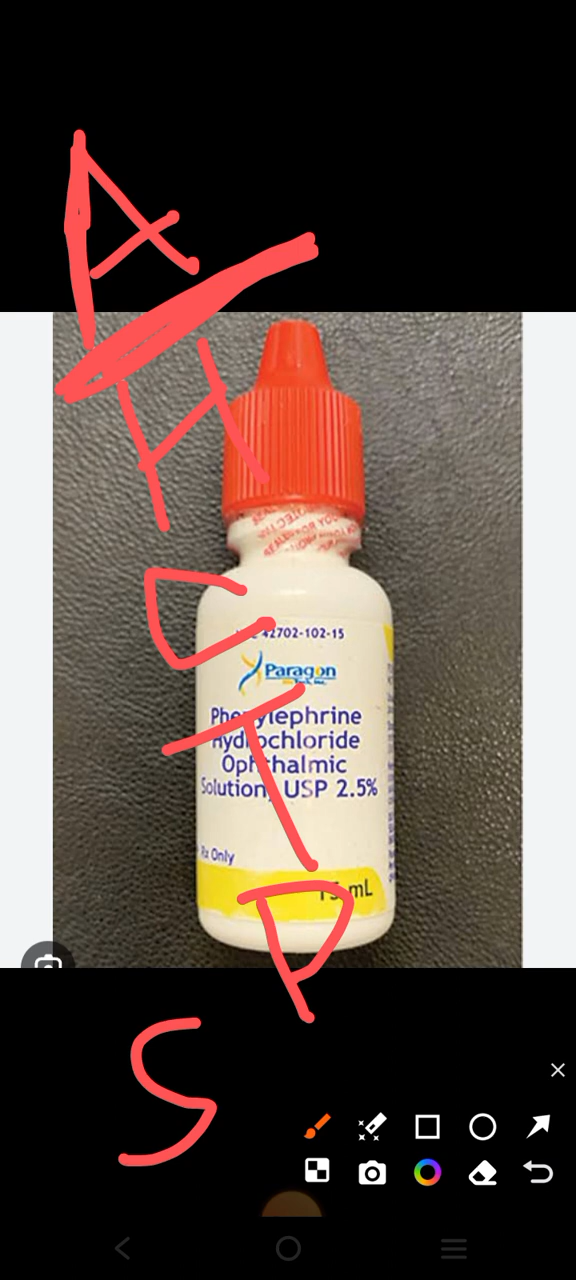 A
H
42702-102-15
Paragon
Phenylephrine
Hydrochloride
Ophthalmic
Solution, USP 2.5%
Rx Only
15 mL
T
P
S